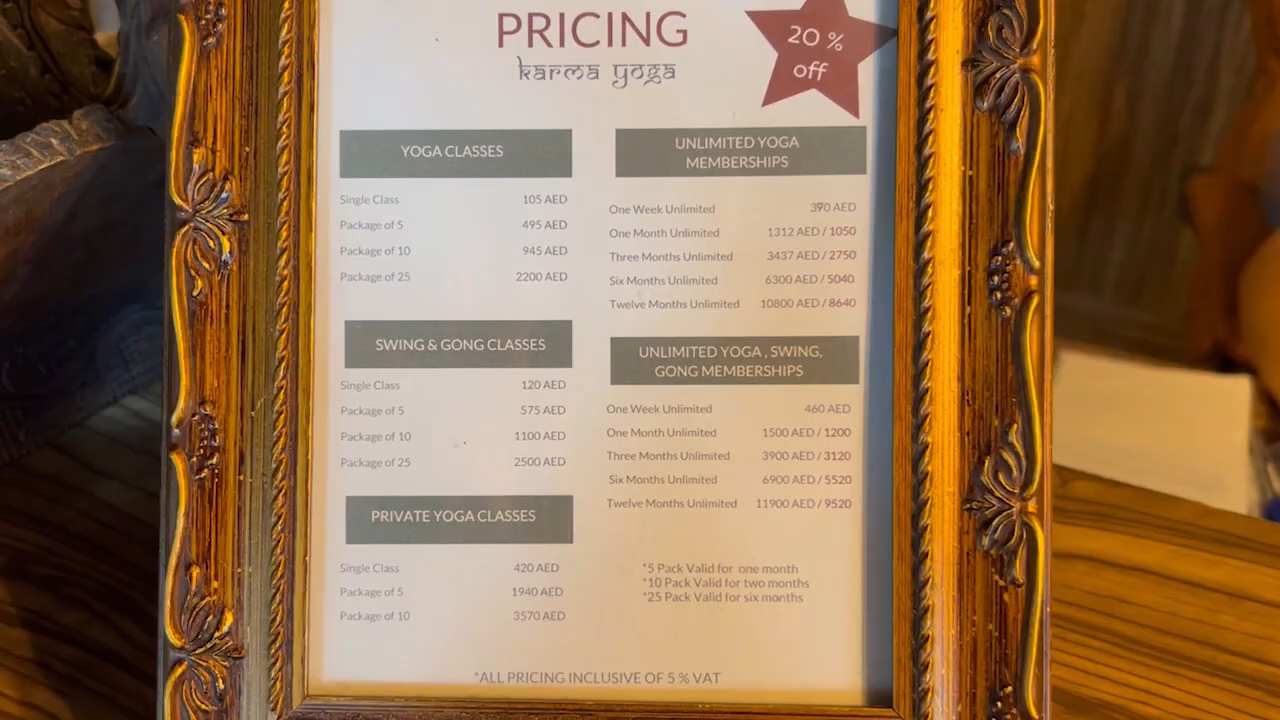 PRICING
karma yoga
20 %
off
YOGA CLASSES
Single Class 105 AED
Package of 5 495 AED
Package of 10 945 AED
Package of 25 2200 AED
SWING & GONG CLASSES
Single Class 120 AED
Package of 5 575 AED
Package of 10 1100 AED
Package of 25 2500 AED
PRIVATE YOGA CLASSES
Single Class 420 AED
Package of 5 1940 AED
Package of 10 3570 AED
UNLIMITED YOGA
MEMBERSHIPS
One Week Unlimited 390 AED
One Month Unlimited 1312 AED / 1050
Three Months Unlimited 3437 AED / 2750
Six Months Unlimited 6300 AED / 5040
Twelve Months Unlimited 10800 AED / 8640
UNLIMITED YOGA , SWING,
GONG MEMBERSHIPS
One Week Unlimited 460 AED
One Month Unlimited 1500 AED / 1200
Three Months Unlimited 3900 AED / 3120
Six Months Unlimited 6900 AED / 5520
Twelve Months Unlimited 11900 AED / 9520
*5 Pack Valid for one month
*10 Pack Valid for two months
*25 Pack Valid for six months
*ALL PRICING INCLUSIVE OF 5 % VAT